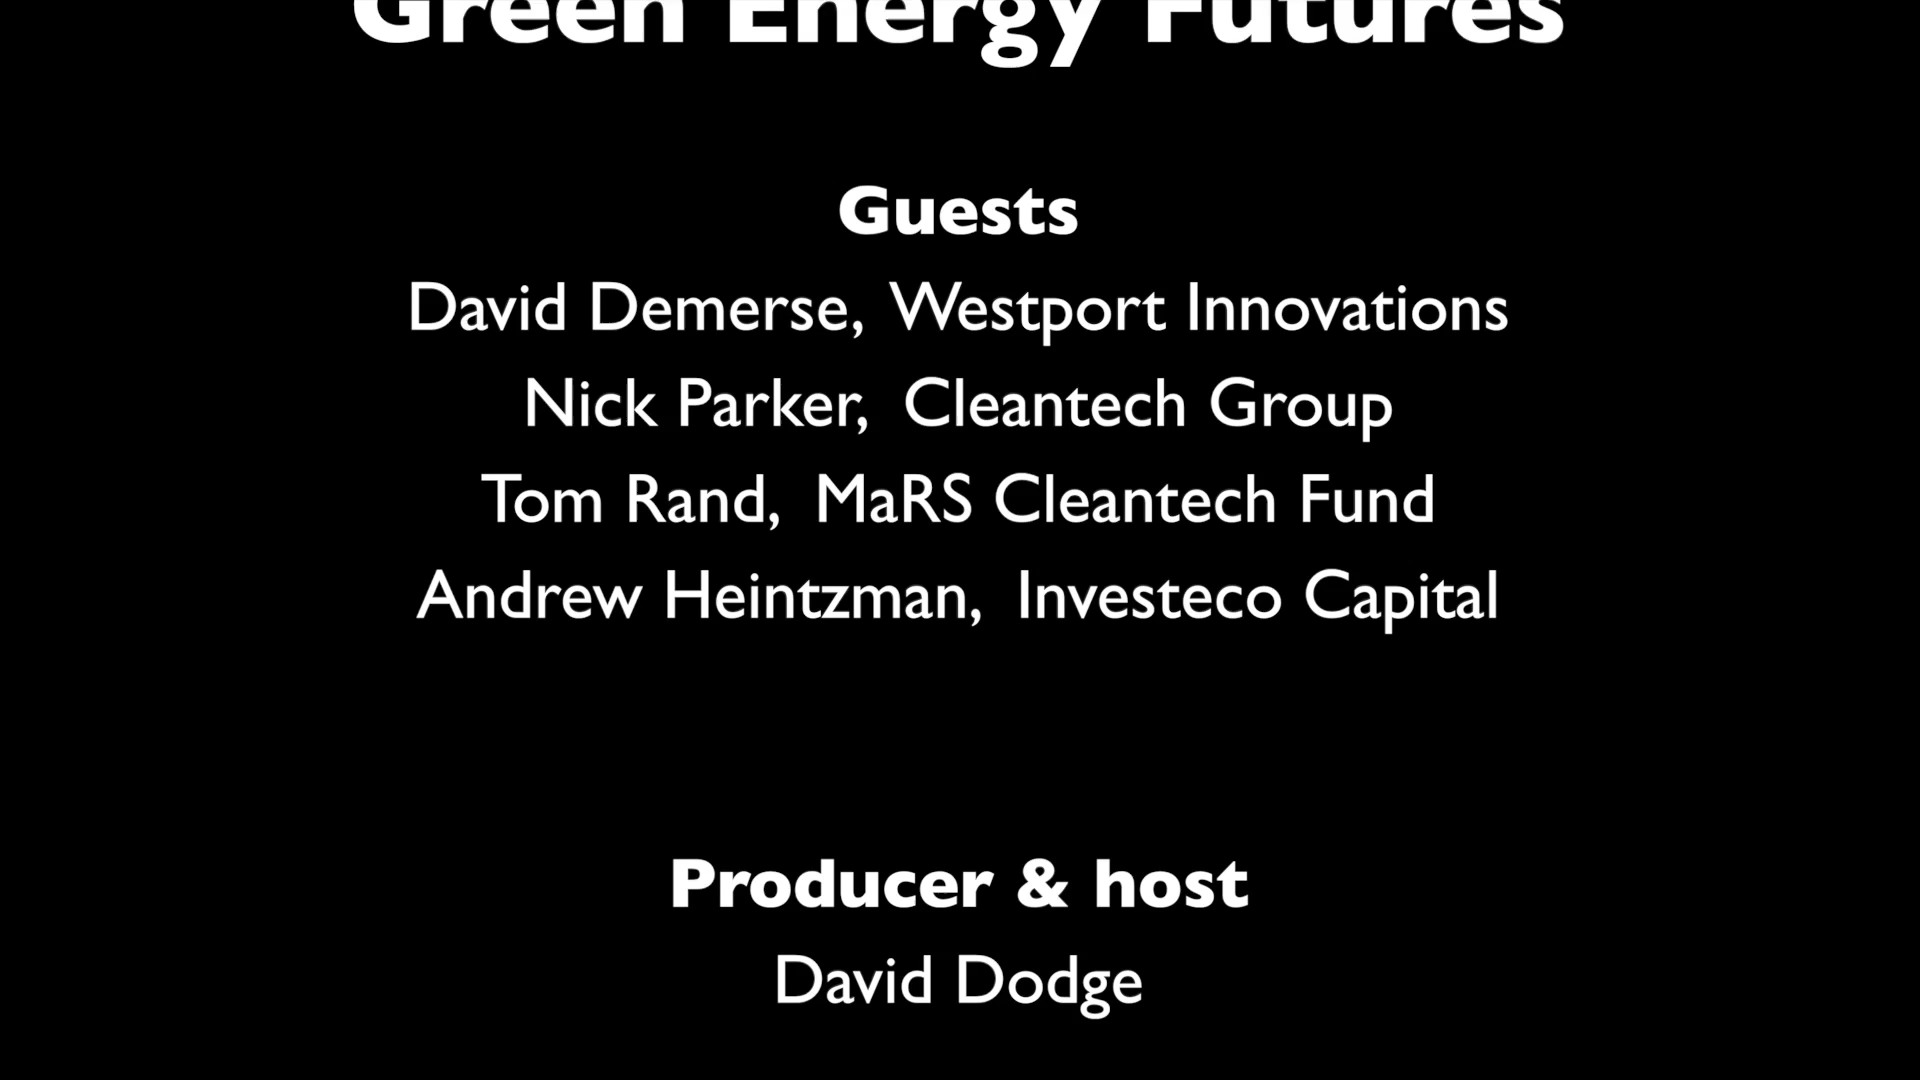 Green Energy Futures
Guests
David Demerse, Westport Innovations
Nick Parker, Cleantech Group
Tom Rand, MaRS Cleantech Fund
Andrew Heintzman, Investeco Capital
Producer & host
David Dodge